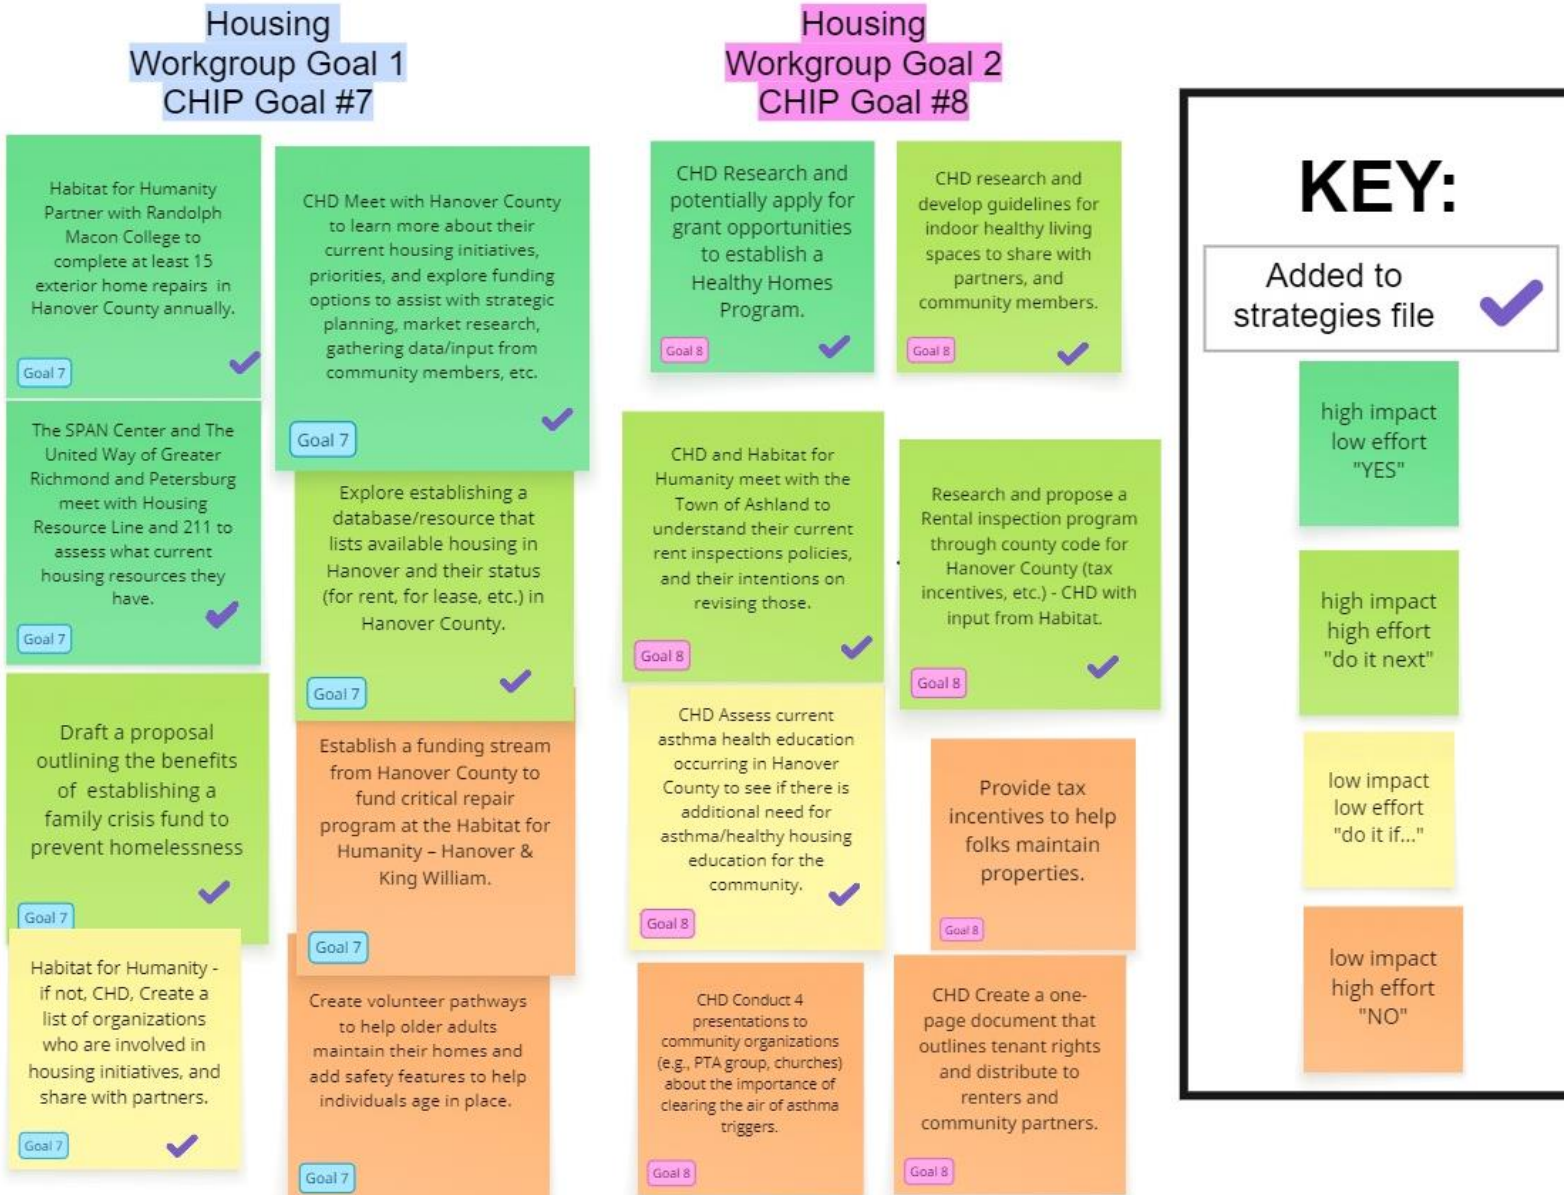 Housing
Workgroup Goal 1
CHIP Goal #7
Habitat for Humanity
Partner with Randolph
Macon College to
complete at least 15
exterior home repairs in
Hanover County annually.
Goal 7
CHD Meet with Hanover County
to learn more about their
current housing initiatives,
priorities, and explore funding
options to assist with strategic
planning, market research,
gathering data/input from
community members, etc.
Goal 7
The SPAN Center and The
United Way of Greater
Richmond and Petersburg
meet with Housing
Resource Line and 211 to
assess what current
housing resources they
have.
Goal 7
Explore establishing a
database/resource that
lists available housing in
Hanover and their status
(for rent, for lease, etc.) in
Hanover County.
Goal 7
Draft a proposal
outlining the benefits
of establishing a
family crisis fund to
prevent homelessness
Goal 7
Establish a funding stream
from Hanover County to
fund critical repair
program at the Habitat for
Humanity – Hanover &
King William.
Goal 7
Habitat for Humanity -
if not, CHD, Create a
list of organizations
who are involved in
housing initiatives, and
share with partners.
Goal 7
Create volunteer pathways
to help older adults
maintain their homes and
add safety features to help
individuals age in place.
Goal 7
Housing
Workgroup Goal 2
CHIP Goal #8
CHD Research and
potentially apply for
grant opportunities
to establish a
Healthy Homes
Program.
Goal 8
CHD research and
develop guidelines for
indoor healthy living
spaces to share with
partners, and
community members.
Goal 8
CHD and Habitat for
Humanity meet with the
Town of Ashland to
understand their current
rent inspections policies,
and their intentions on
revising those.
Goal 8
Research and propose a
Rental inspection program
through county code for
Hanover County (tax
incentives, etc.) - CHD with
input from Habitat.
Goal 8
CHD Assess current
asthma health education
occurring in Hanover
County to see if there is
additional need for
asthma/healthy housing
education for the
community.
Goal 8
Provide tax
incentives to help
folks maintain
properties.
Goal 8
CHD Conduct 4
presentations to
community organizations
(e.g., PTA group, churches)
about the importance of
clearing the air of asthma
triggers.
Goal 8
CHD Create a one-
page document that
outlines tenant rights
and distribute to
renters and
community partners.
Goal 8
KEY:
Added to
strategies file
high impact
low effort
"YES"
high impact
high effort
"do it next"
low impact
low effort
"do it if..."
low impact
high effort
"NO"